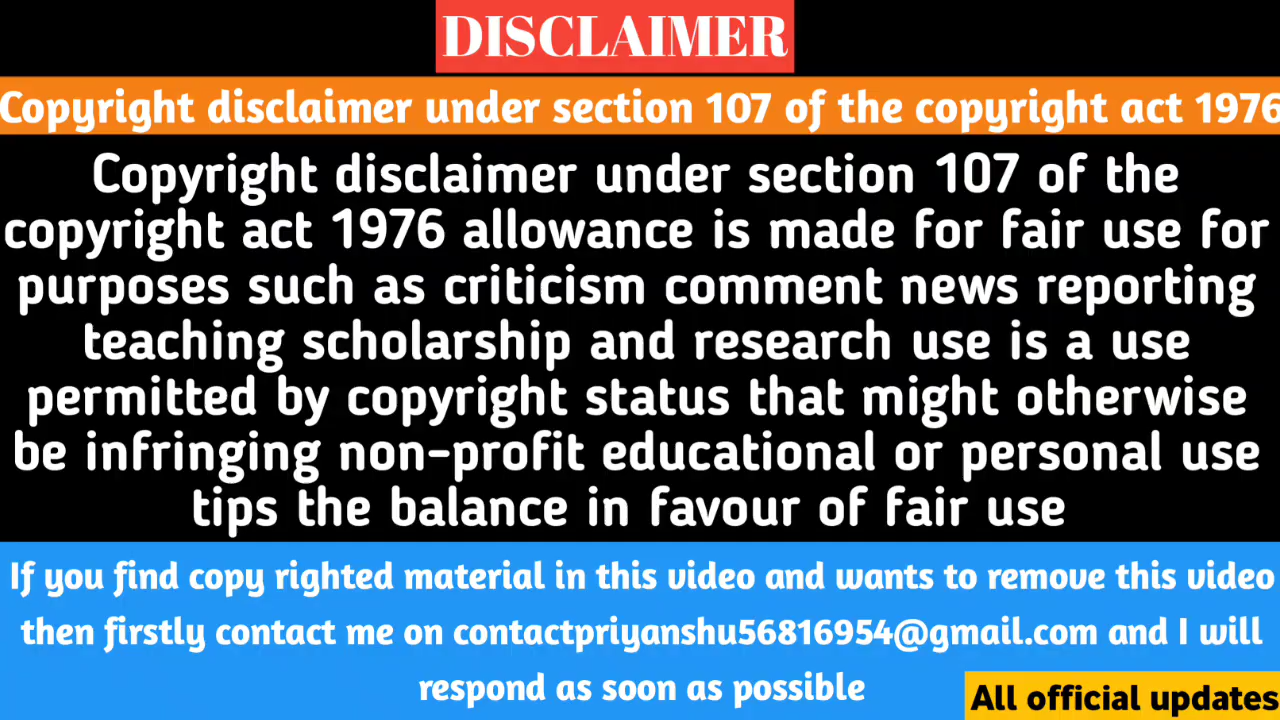 DISCLAIMER
Copyright disclaimer under section 107 of the copyright act 1976
Copyright disclaimer under section 107 of the
copyright act 1976 allowance is made for fair use for
purposes such as criticism comment news reporting
teaching scholarship and research use is a use
permitted by copyright status that might otherwise
be infringing non-profit educational or personal use
tips the balance in favour of fair use
If you find copy righted material in this video and wants to remove this video
then firstly contact me on contactpriyanshu56816954@gmail.com and I will
respond as soon as possible
All official updates